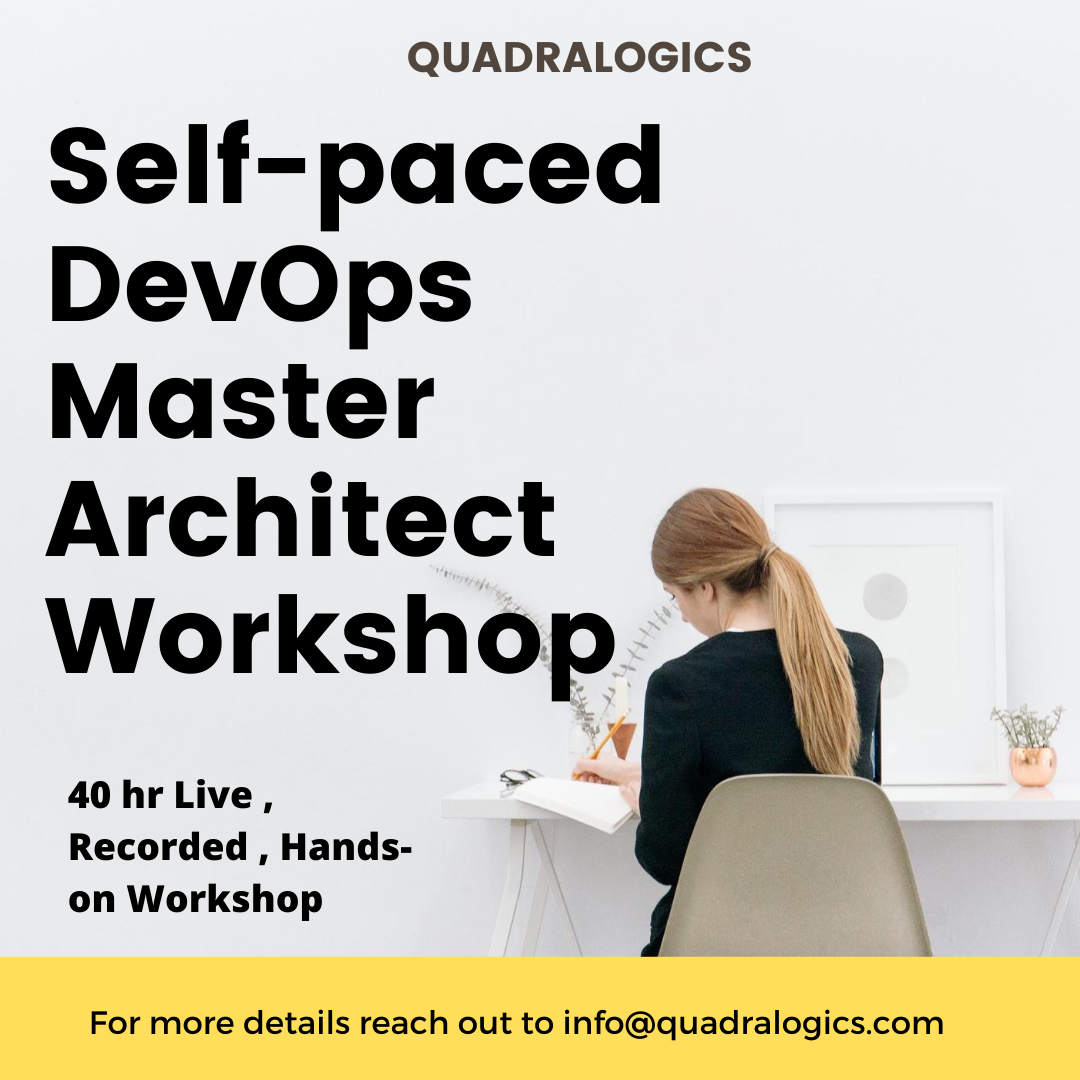 QUADRALOGICS
Self-paced
DevOps
Master
Architect
Workshop
40 hr Live ,
Recorded , Hands-
on Workshop
For more details reach out to info@quadralogics.com